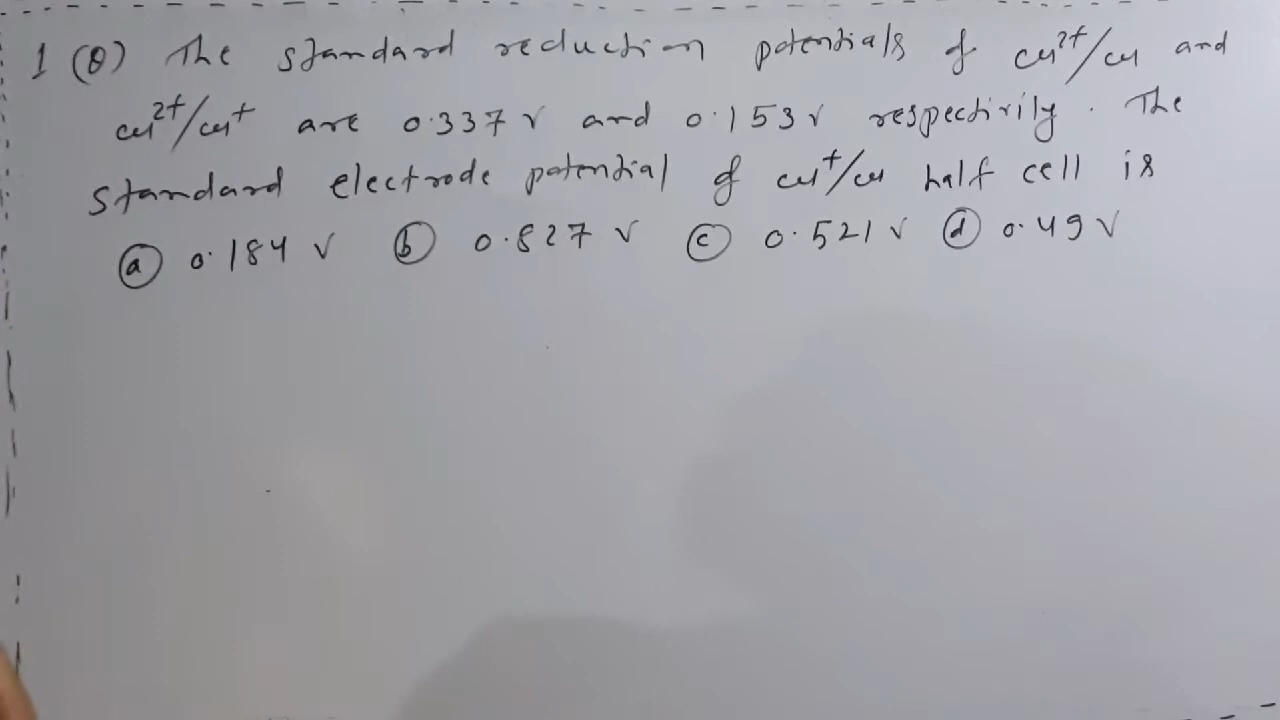 1 (Q) The standard reduction potentials of Cu²⁺/Cu and
Cu²⁺/Cu⁺ are 0.337 V and 0.153 V respectirily. The
standard electrode potential of Cu⁺/Cu half cell is
(a) 0.184 V (b) 0.827 V (c) 0.521 V (d) 0.49 V